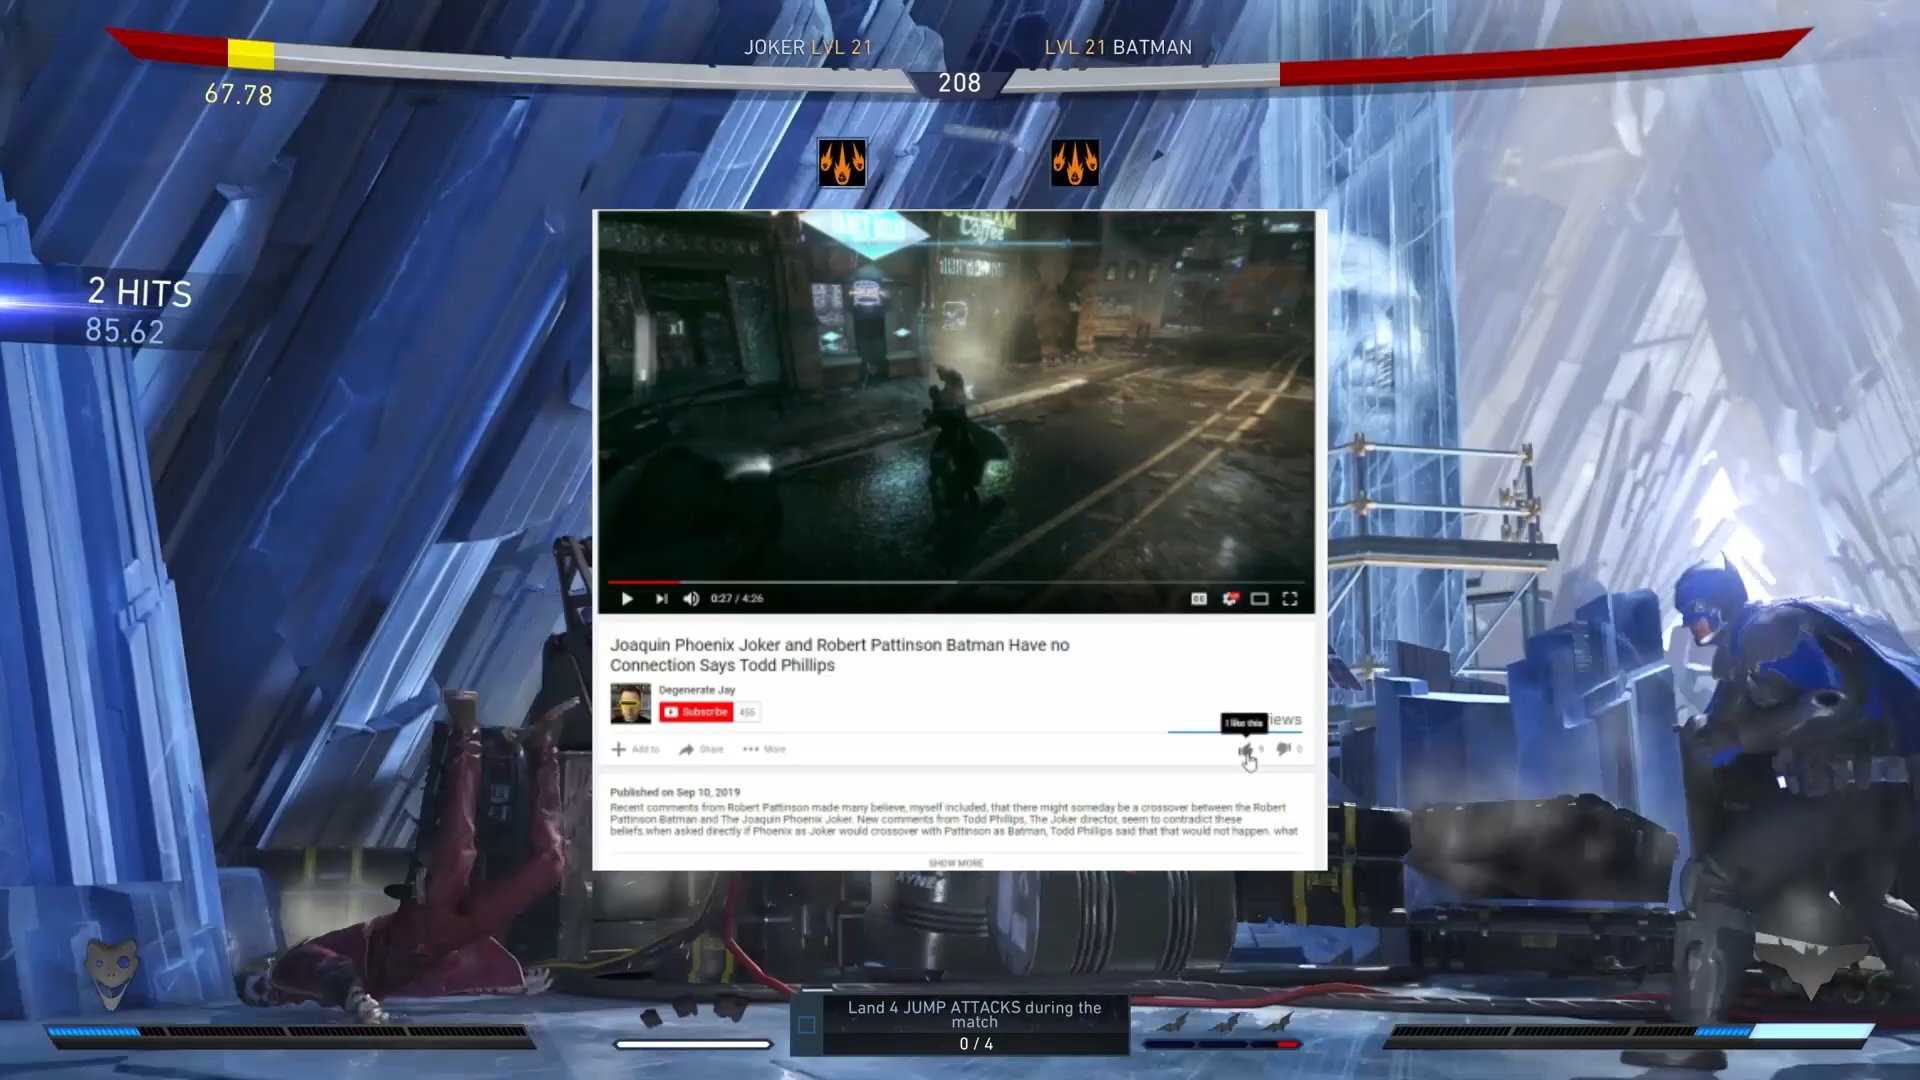 JOKER LVL 21
LVL 21 BATMAN
208
67.78
2 HITS
85.62
Coffee
x1
0:27 / 4:26
Joaquin Phoenix Joker and Robert Pattinson Batman Have no
Connection Says Todd Phillips
Degenerate Jay
Subscribe 455
I like this
iews
Add to
Share
More
9
0
Published on Sep 10, 2019
Recent comments from Robert Pattinson made many believe, myself included, that there might someday be a crossover between the Robert
Pattinson Batman and The Joaquin Phoenix Joker. New comments from Todd Phillips, The Joker director, seem to contradict these
beliefs.when asked directly if Phoenix as Joker would crossover with Pattinson as Batman, Todd Phillips said that that would not happen. what
SHOW MORE
Land 4 JUMP ATTACKS during the
match
0 / 4